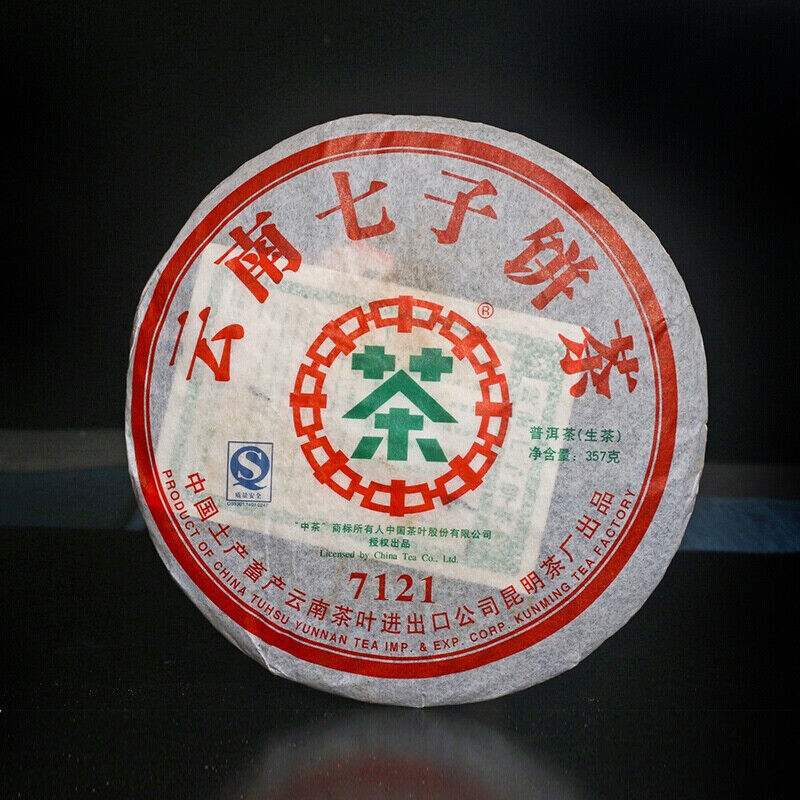 云南七子饼茶
®
茶
普洱茶(生茶)
净含量: 357克
质量安全
"中茶"商标所有人中国茶叶股份有限公司
授权出品
Licensed by China Tea Co., Ltd.
7121
中国土产畜产云南茶叶进出口公司昆明茶厂出品
PRODUCT OF CHINA TUHSU YUNNAN TEA IMP. & EXP. CORP. KUNMING TEA FACTORY